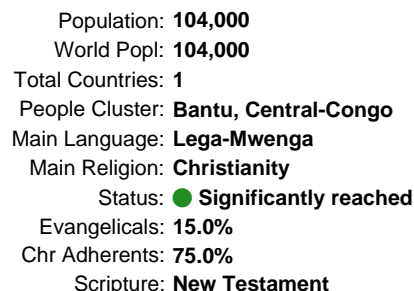 Population: 104,000
World Popl: 104,000
Total Countries: 1
People Cluster: Bantu, Central-Congo
Main Language: Lega-Mwenga
Main Religion: Christianity
Status: Significantly reached
Evangelicals: 15.0%
Chr Adherents: 75.0%
Scripture: New Testament